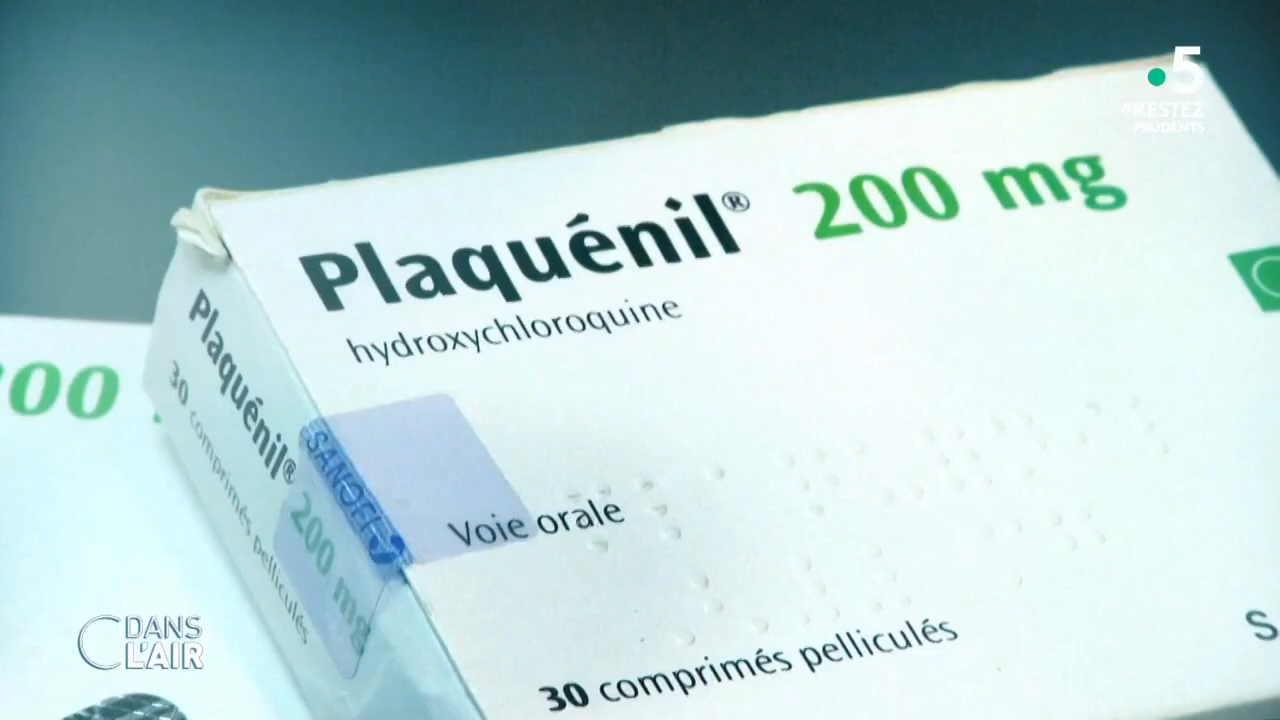 5
#RESTEZ
PRUDENTS
Plaquénil® 200 mg
hydroxychloroquine
Plaquénil® 200 mg
30 comprimés pelliculés
SANOFI
00
Voie orale
30 comprimés pelliculés
S
C DANS
L'AIR